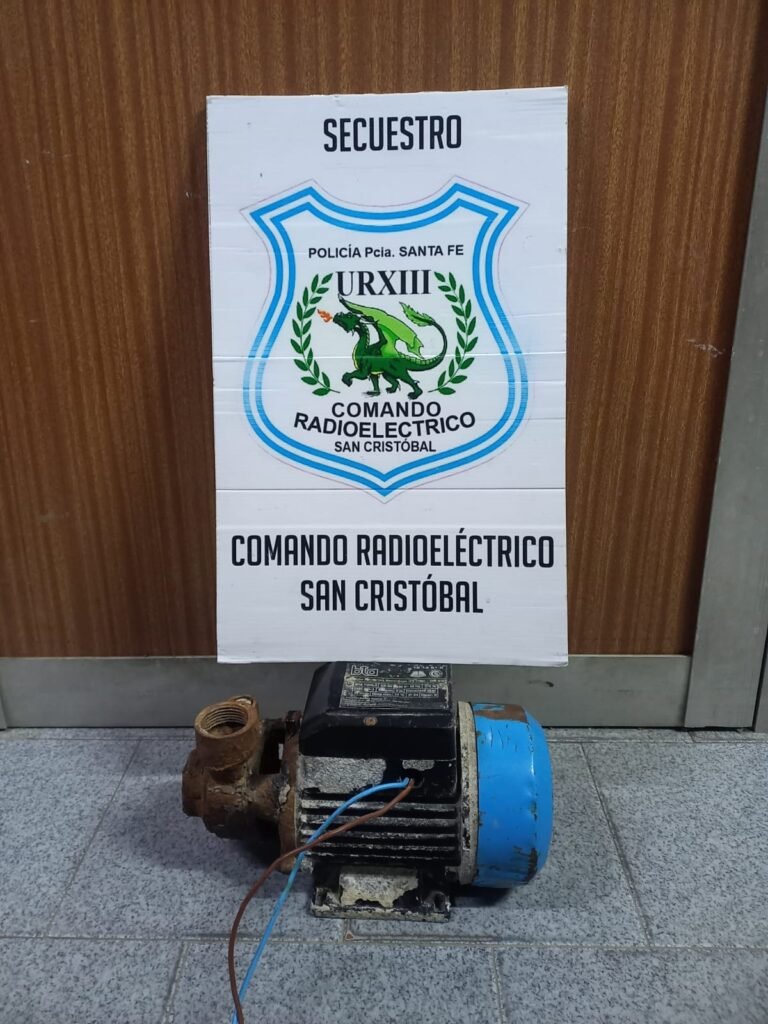 SECUESTRO
POLICÍA Pcia. SANTA FE
URXIII
COMANDO
RADIOELECTRICO
SAN CRISTÓBAL
COMANDO RADIOELÉCTRICO
SAN CRISTÓBAL